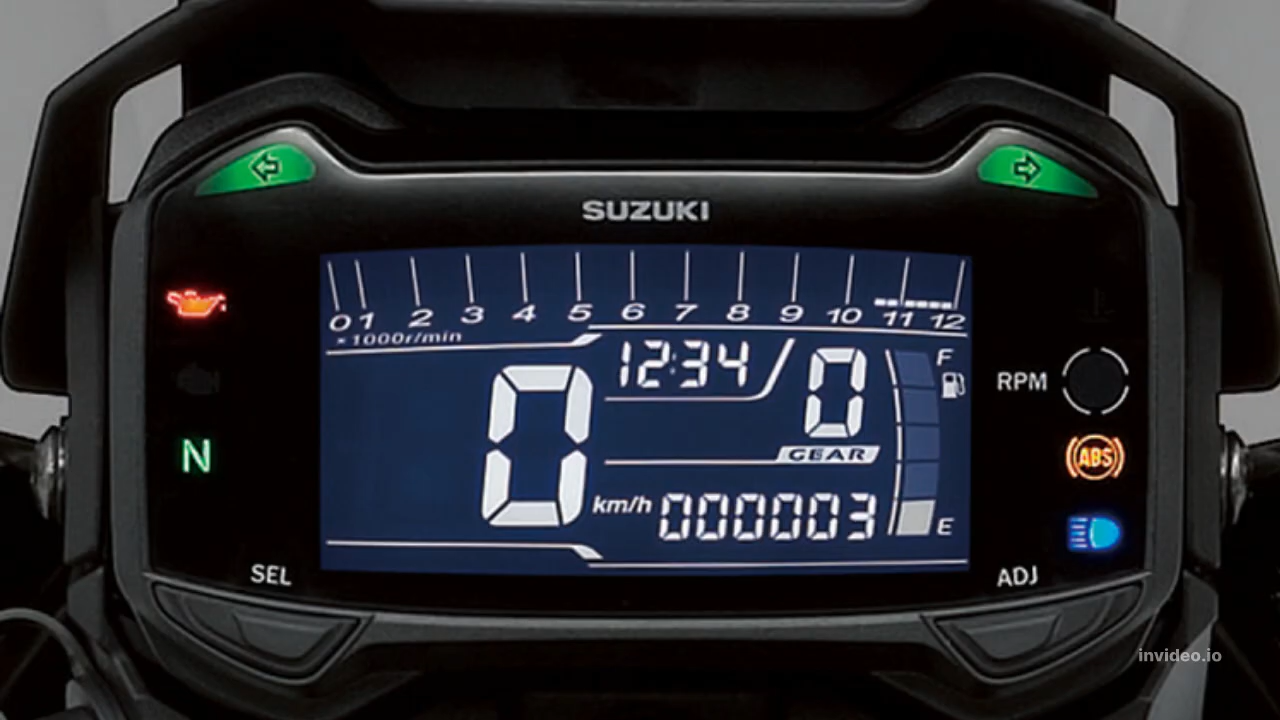 SUZUKI
0 1 2 3 4 5 6 7 8 9 10 11 12
×1000r/min
12:34
0
F
0
GEAR
RPM
ABS
N
km/h
000003
E
SEL
ADJ
invideo.io